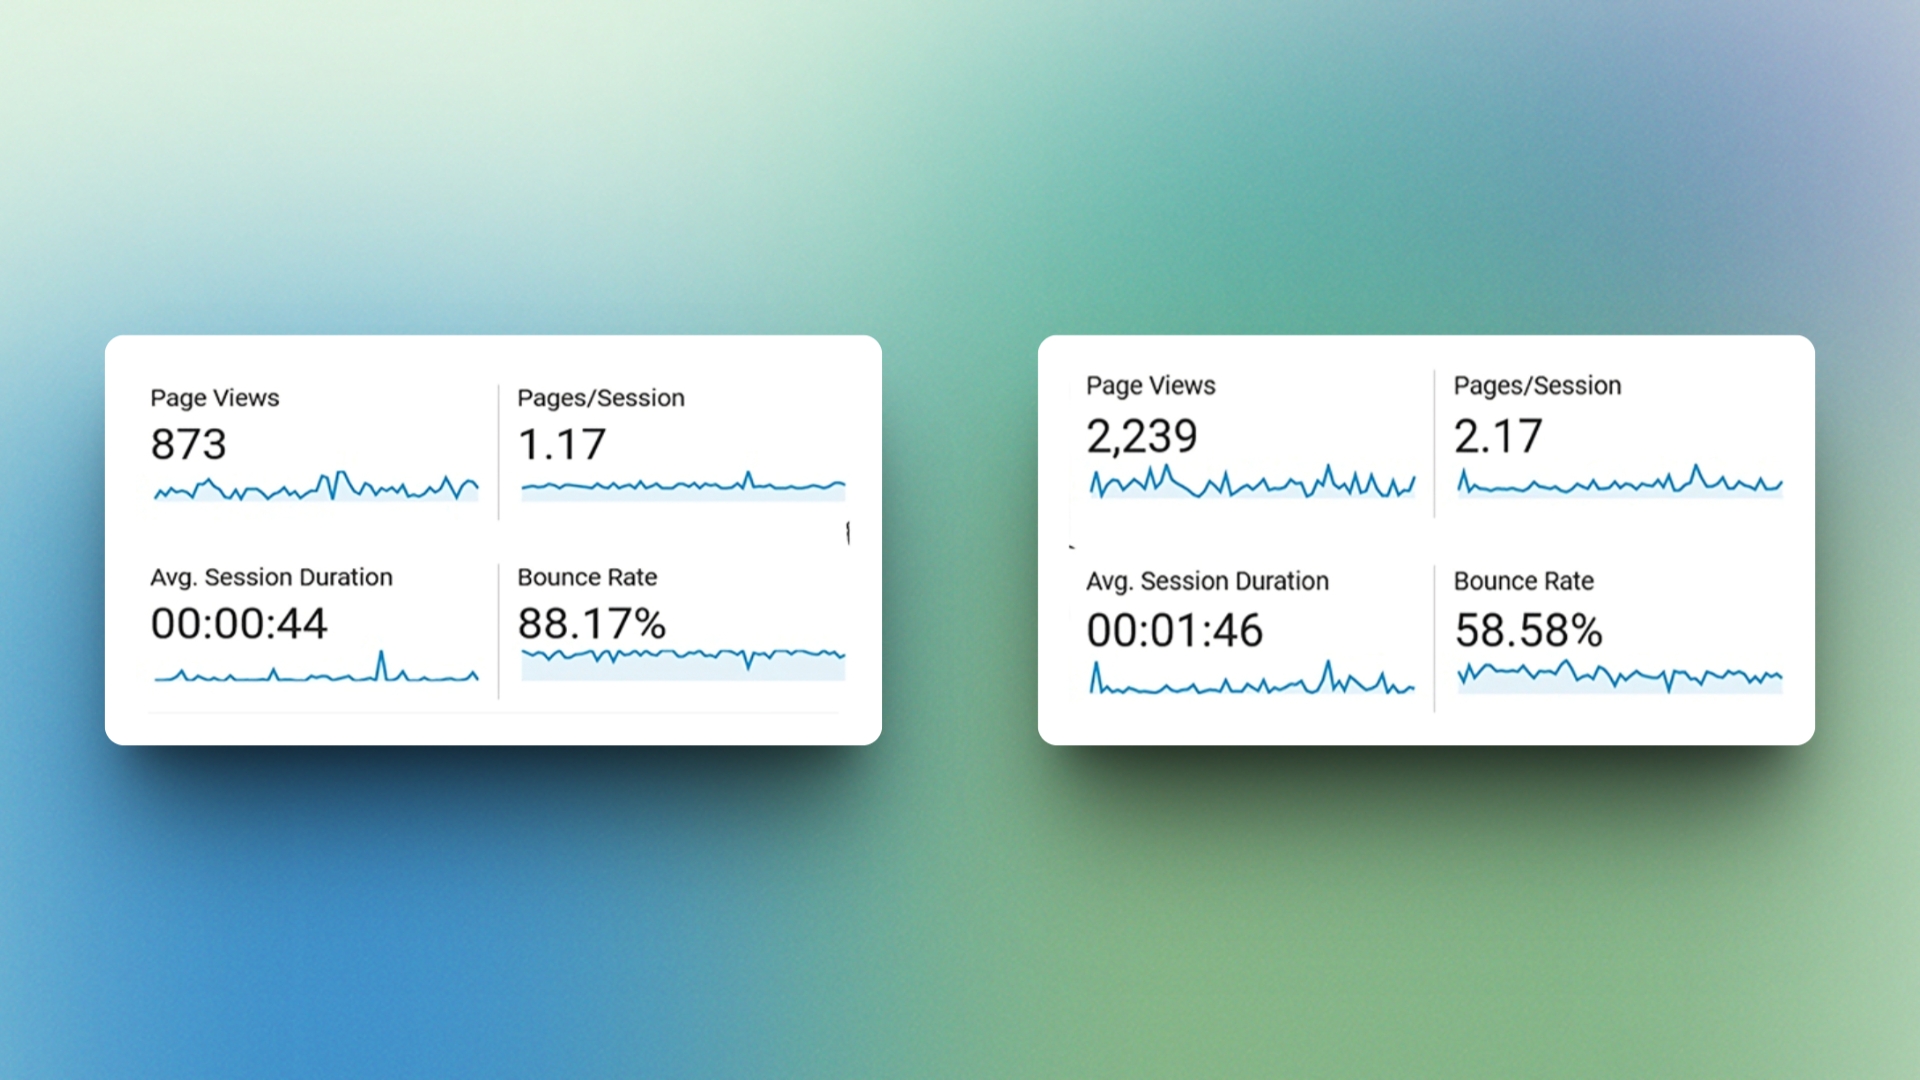 Page Views
873
Pages/Session
1.17
Avg. Session Duration
00:00:44
Bounce Rate
88.17%
Page Views
2,239
Pages/Session
2.17
Avg. Session Duration
00:01:46
Bounce Rate
58.58%